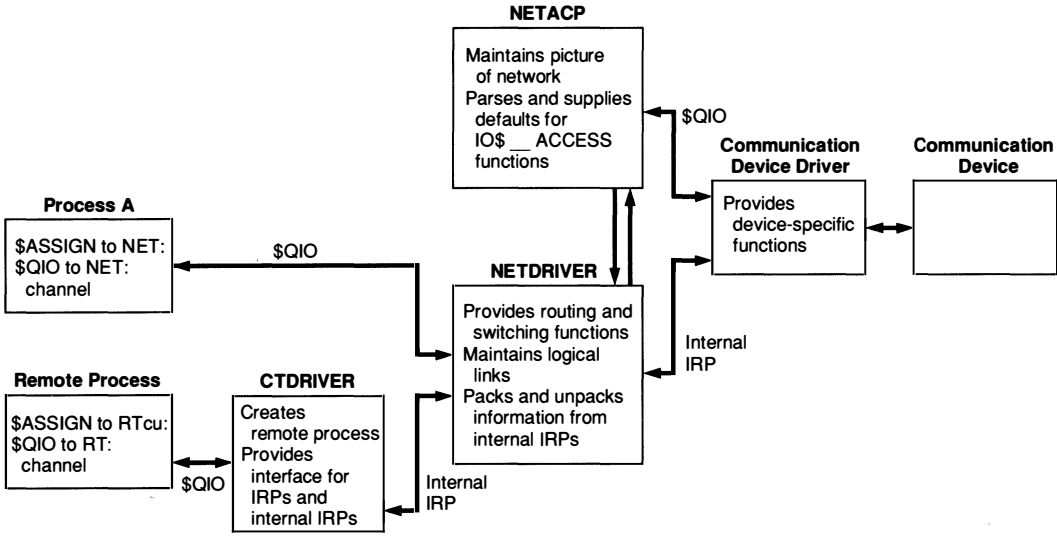 NETACP
Maintains picture
of network
Parses and supplies
defaults for
IO$ __ ACCESS
functions
$QIO
Communication
Device Driver
Provides
device-specific
functions
Communication
Device
Process A
$ASSIGN to NET:
$QIO to NET:
channel
$QIO
NETDRIVER
Provides routing and
switching functions
Maintains logical
links
Packs and unpacks
information from
internal IRPs
Internal
IRP
Remote Process
$ASSIGN to RTcu:
$QIO to RT:
channel
$QIO
CTDRIVER
Creates
remote process
Provides
interface for
IRPs and
internal IRPs
Internal
IRP